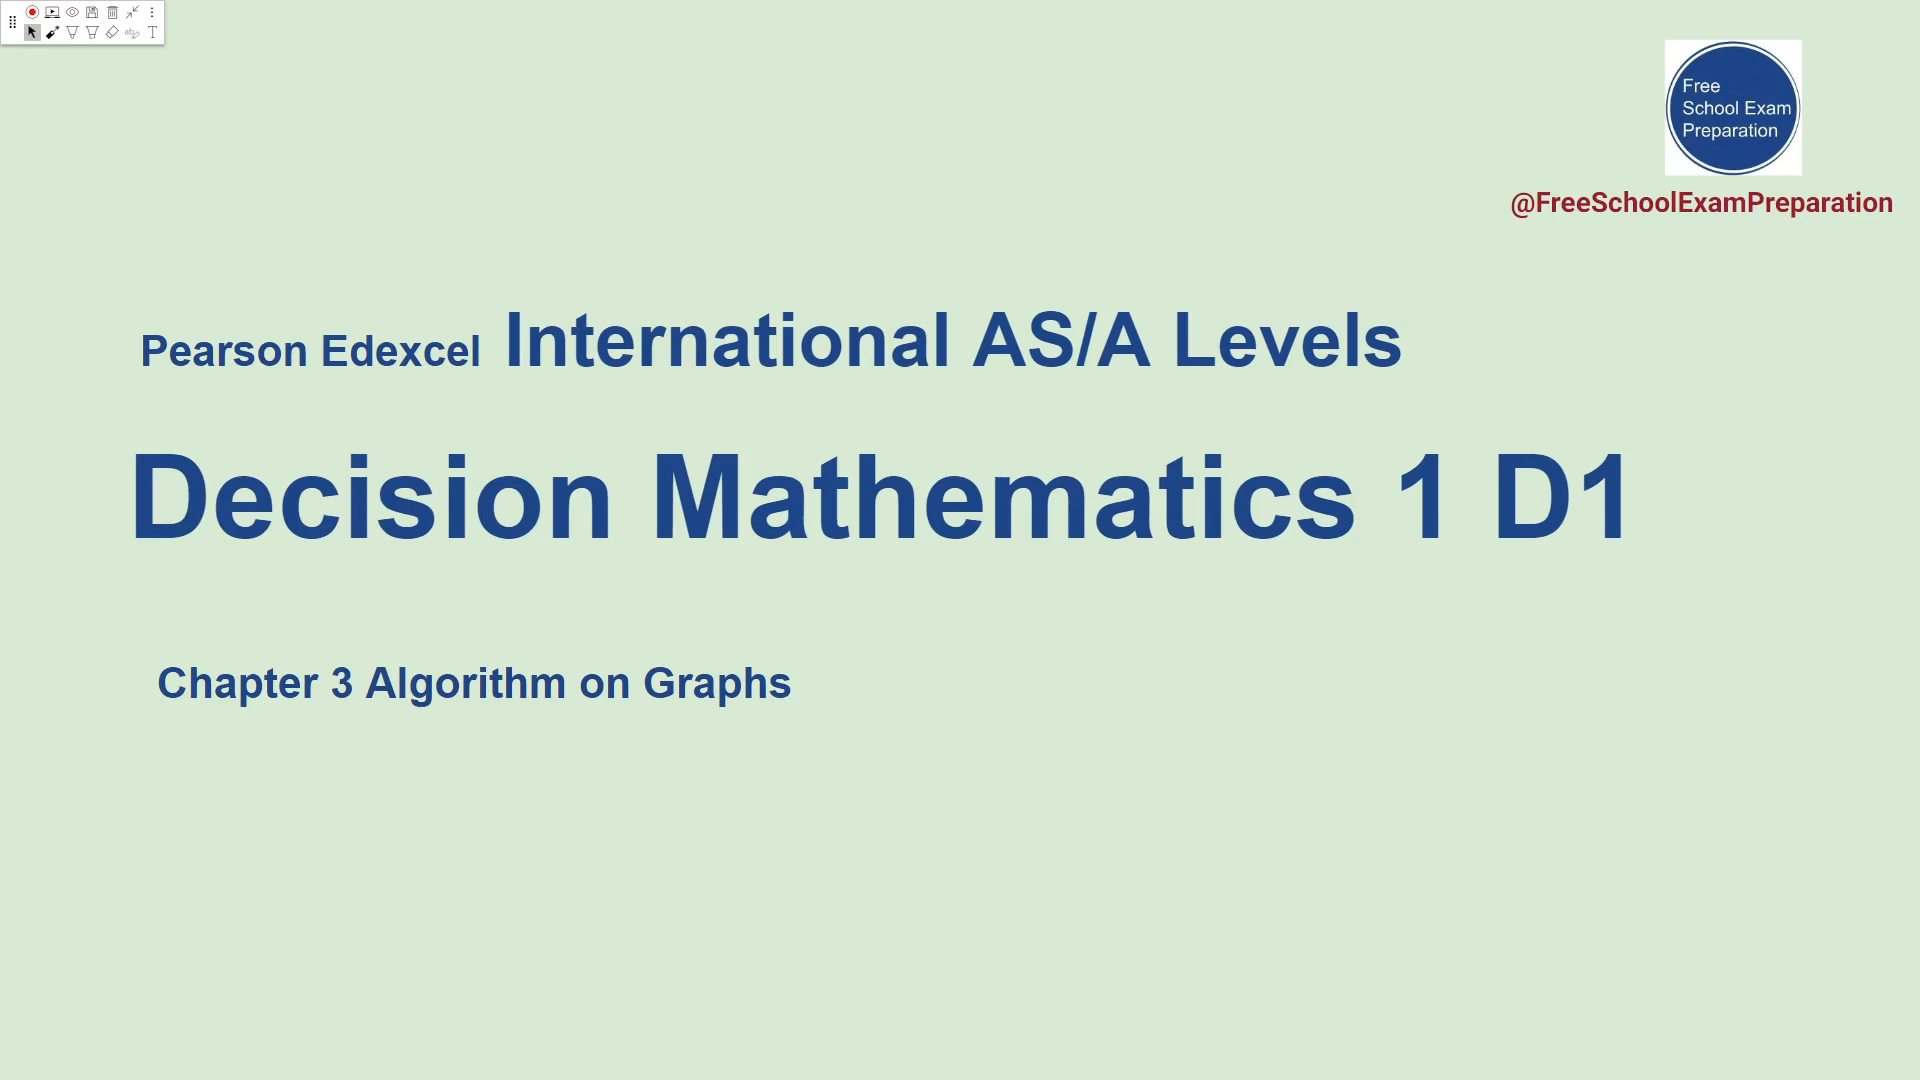 Free
School Exam
Preparation
@FreeSchoolExamPreparation
Pearson Edexcel International AS/A Levels
Decision Mathematics 1 D1
Chapter 3 Algorithm on Graphs